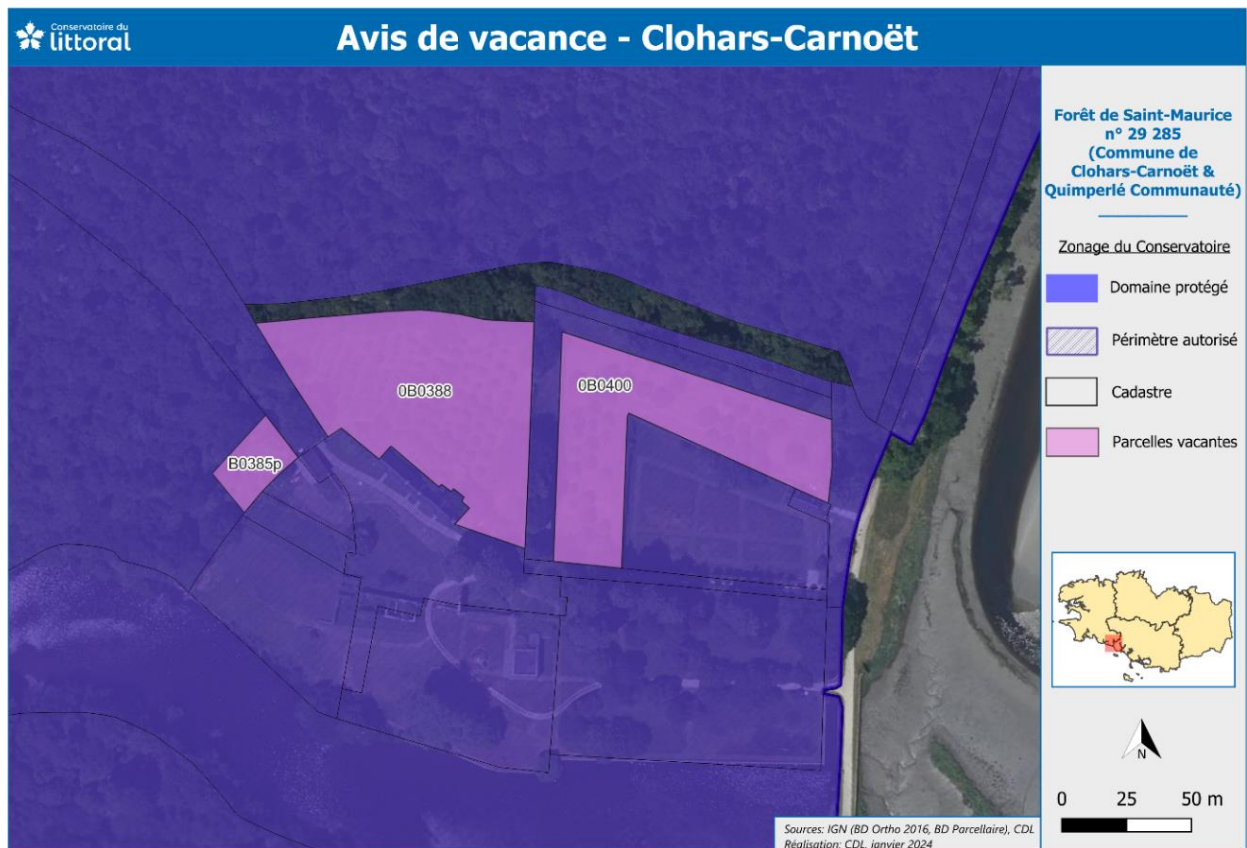 Conservatoire du
littoral
Avis de vacance - Clohars-Carnoët
Forêt de Saint-Maurice
n° 29 285
(Commune de
Clohars-Carnoët &
Quimperlé Communauté)
Zonage du Conservatoire
Domaine protégé
Périmètre autorisé
Cadastre
Parcelles vacantes
0B0388
0B0400
B0385p
N
0 25 50 m
Sources: IGN (BD Ortho 2016, BD Parcellaire), CDL
Réalisation: CDL, janvier 2024